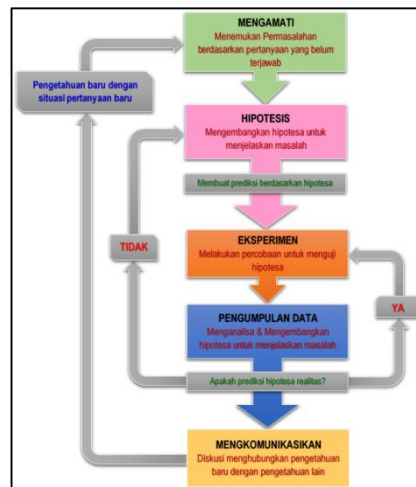 MENGAMATI
Menemukan Permasalahan
berdasarkan pertanyaan yang belum
terjawab
Pengetahuan baru dengan
situasi pertanyaan baru
HIPOTESIS
Mengembangkan hipotesa untuk
menjelaskan masalah
Membuat prediksi berdasarkan hipotesa
TIDAK
EKSPERIMEN
Melakukan percobaan untuk menguji
hipotesa
YA
PENGUMPULAN DATA
Menganalisa & Mengembangkan
hipotesa untuk menjelaskan masalah
Apakah prediksi hipotesa realitas?
MENGKOMUNIKASIKAN
Diskusi menghubungkan pengetahuan
baru dengan pengetahuan lain